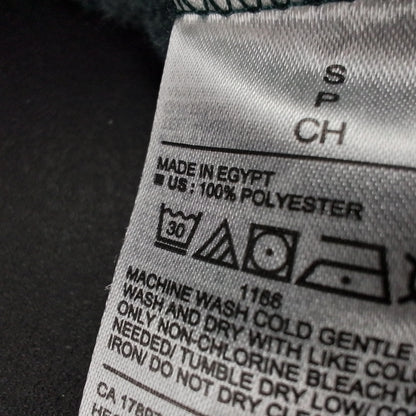 S
P
CH
MADE IN EGYPT
US : 100% POLYESTER
30
1166
MACHINE WASH COLD GENTLE
WASH AND DRY WITH LIKE
ONLY NON-CHLORINE BLEACH
NEEDED/ TUMBLE DRY LOW
IRON/ DO NOT DRY
CA